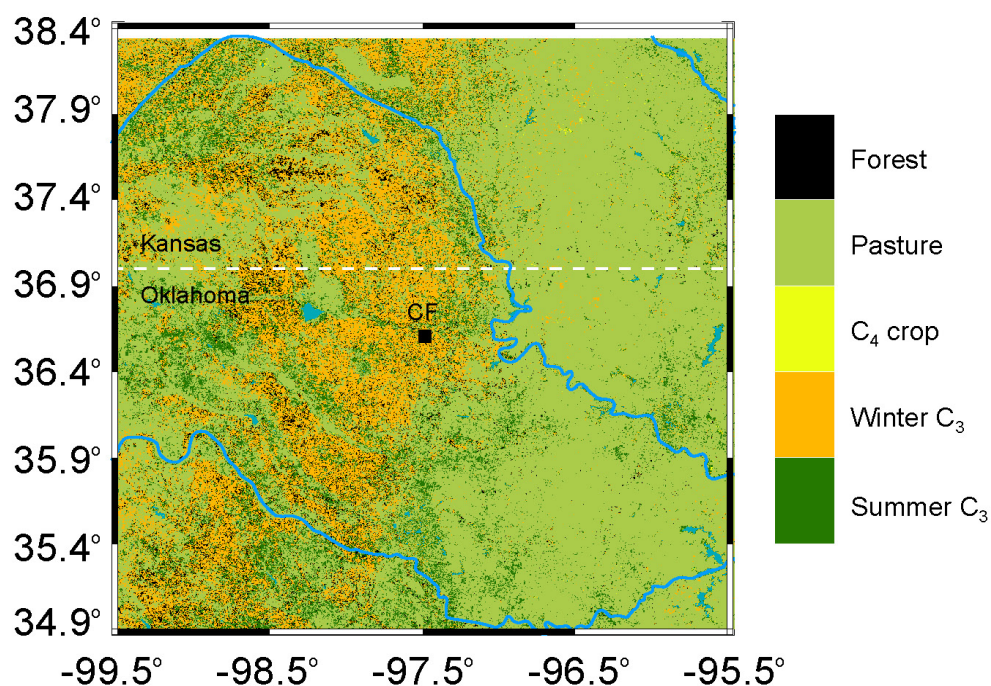 38.4°
37.9°
37.4°
36.9°
36.4°
35.9°
35.4°
34.9°
Kansas
Oklahoma
CF
-99.5° -98.5° -97.5° -96.5° -95.5°
Forest
Pasture
C₄ crop
Winter C₃
Summer C₃